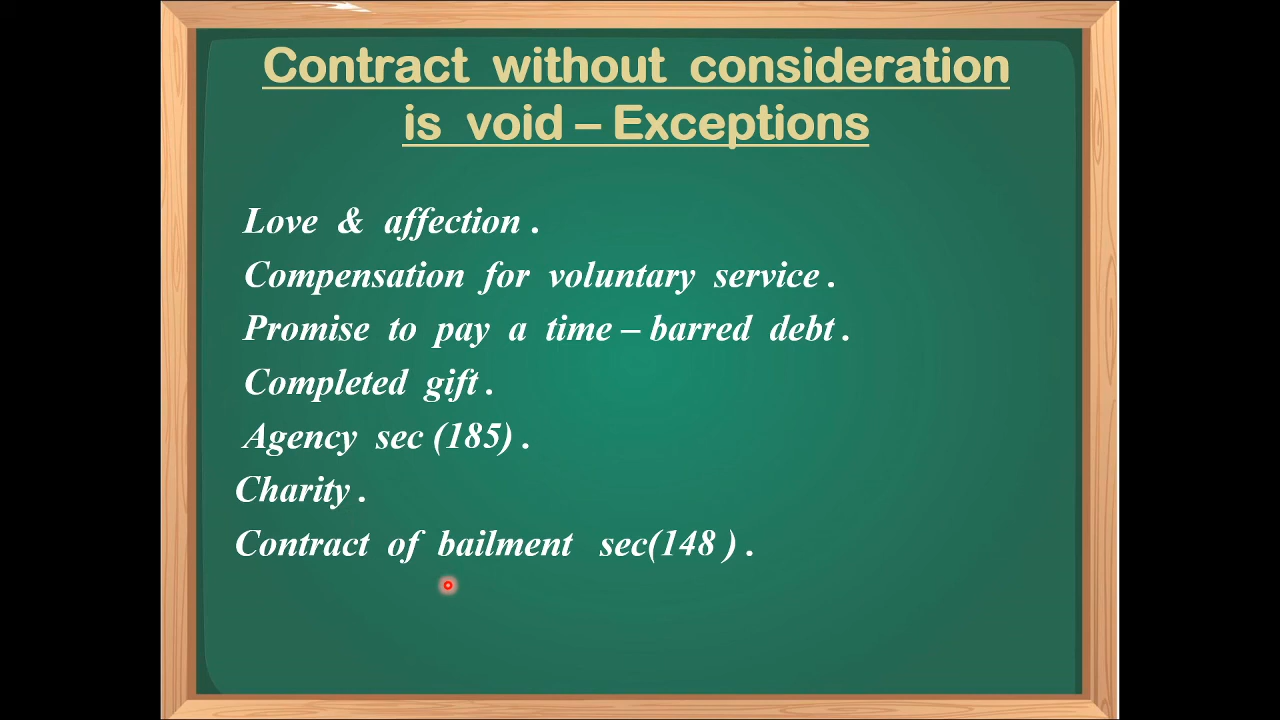 Contract without consideration
is void – Exceptions
Love & affection .
Compensation for voluntary service .
Promise to pay a time – barred debt .
Completed gift .
Agency sec (185) .
Charity .
Contract of bailment sec(148 ) .